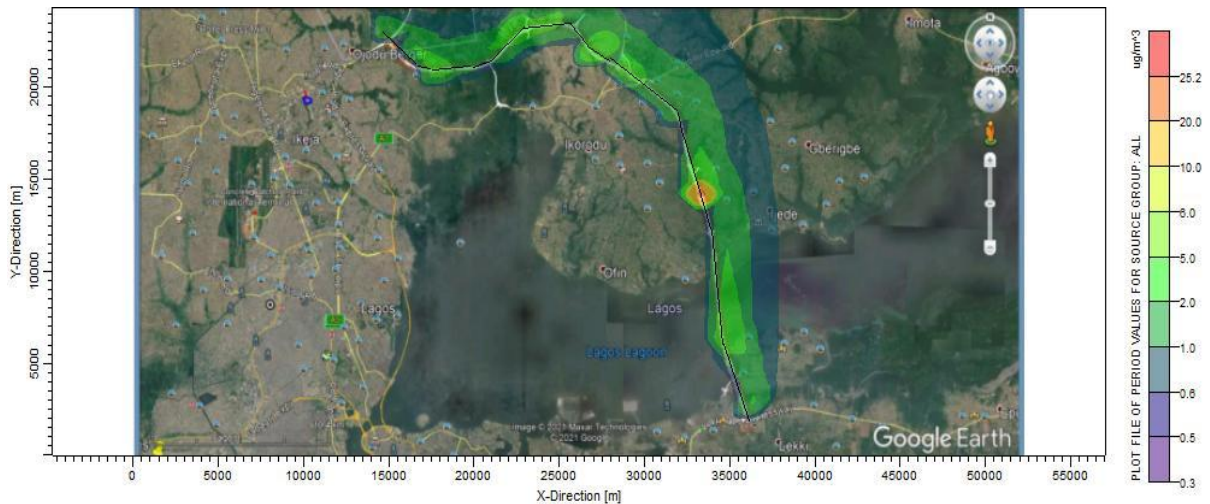 Imota
Ojodu Berger
Agbow
Ikeja
A1
Ikorodu
Gberigbe
Ofin
Lagos
Lagos
Lagos Lagoon
Image © 2021 Maxar Technologies
© 2021 Google
Lekki
Google Earth
Y-Direction [m]
20000
15000
10000
5000
0
5000
10000
15000
20000
25000
30000
35000
40000
45000
50000
55000
X-Direction [m]
PLOT FILE OF PERIOD VALUES FOR SOURCE GROUP: ALL
ug/m^3
25.2
20.0
10.0
6.0
5.0
2.0
1.0
0.6
0.5
0.3